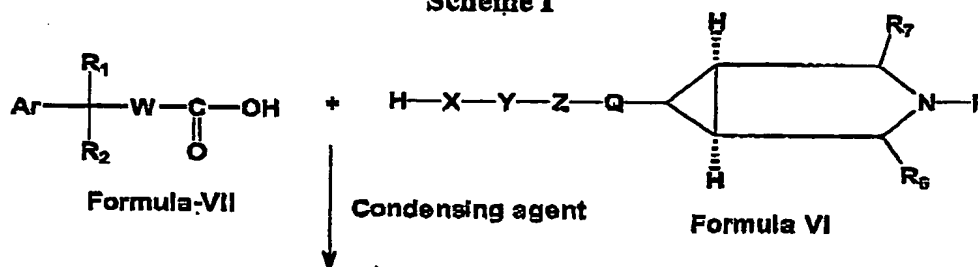 Scheme I
H
R₇
R₁
Ar W C OH + H—X—Y—Z—Q N
R₂ O
H
R₆
Formula-VII
Condensing agent
Formula VI